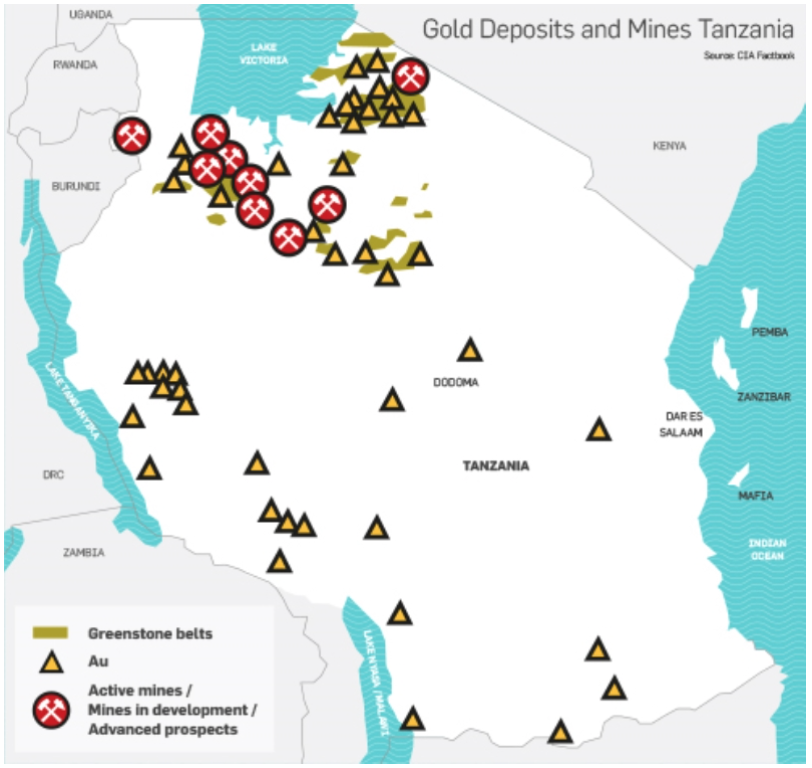 Gold Deposits and Mines Tanzania
Source: CIA Factbook
UGANDA
LAKE
VICTORIA
RWANDA
KENYA
BURUNDI
PEMBA
DODOMA
ZANZIBAR
DAR ES
SALAAM
LAKE TANGANYIKA
TANZANIA
DRC
MAFIA
ZAMBIA
INDIAN
OCEAN
LAKE NYASA / MALAWI
Greenstone belts
Au
Active mines /
Mines in development /
Advanced prospects